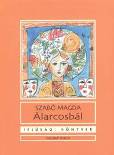 SZABÓ MAGDA
Álarcosbál
IFJÚSÁGI KÖNYVEK